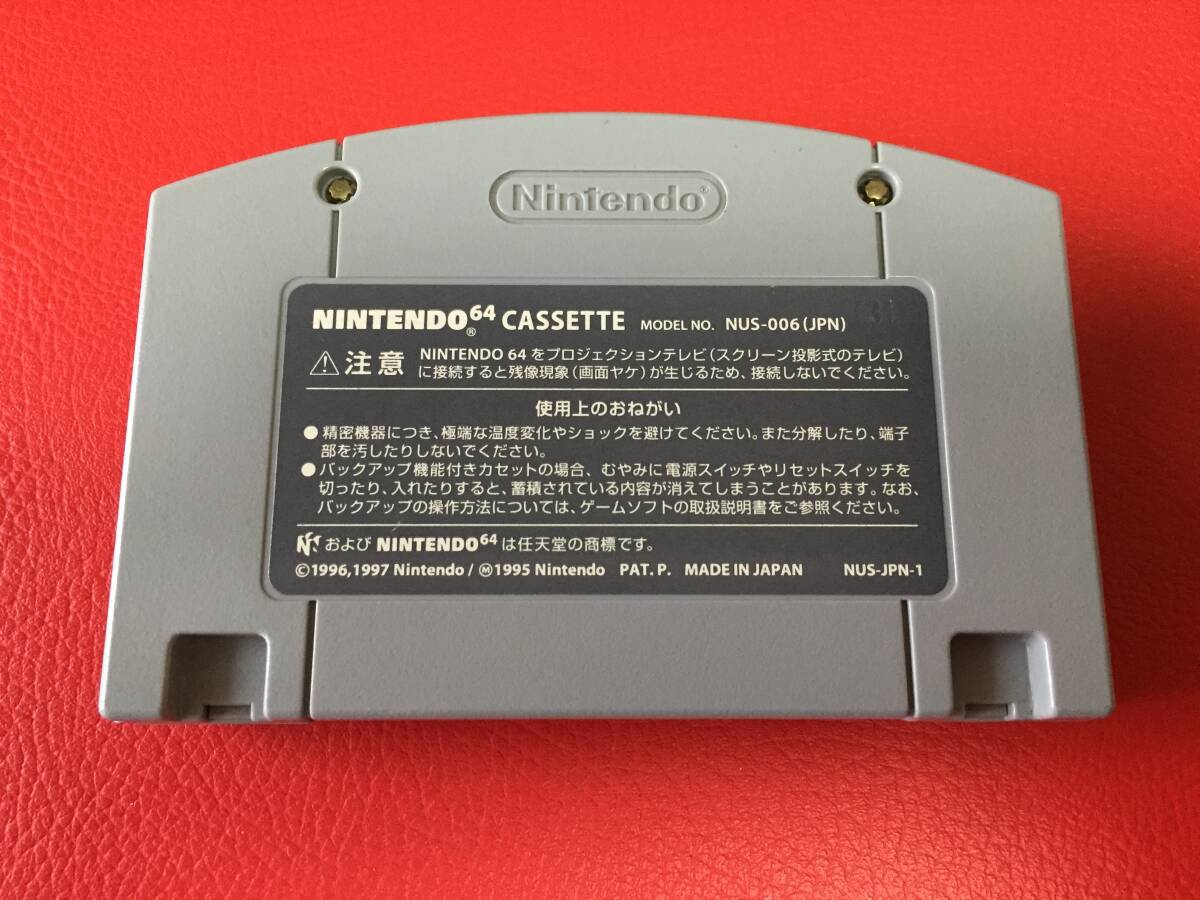 Nintendo®
NINTENDO64® CASSETTE MODEL NO. NUS-006(JPN)
注意 NINTENDO 64 をプロジェクションテレビ(スクリーン投影式のテレビ)
に接続すると残像現象(画面ヤケ)が生じるため、接続しないでください。
使用上のおねがい
●精密機器につき、極端な温度変化やショックを避けてください。また分解したり、端子
部を汚したりしないでください。
●バックアップ機能付きカセットの場合、むやみに電源スイッチやリセットスイッチを
切ったり、入れたりすると、蓄積されている内容が消えてしまうことがあります。なお、
バックアップの操作方法については、ゲームソフトの取扱説明書をご参照ください。
および NINTENDO64 は任天堂の商標です。
©1996,1997 Nintendo / Ⓜ1995 Nintendo PAT. P. MADE IN JAPAN NUS-JPN-1